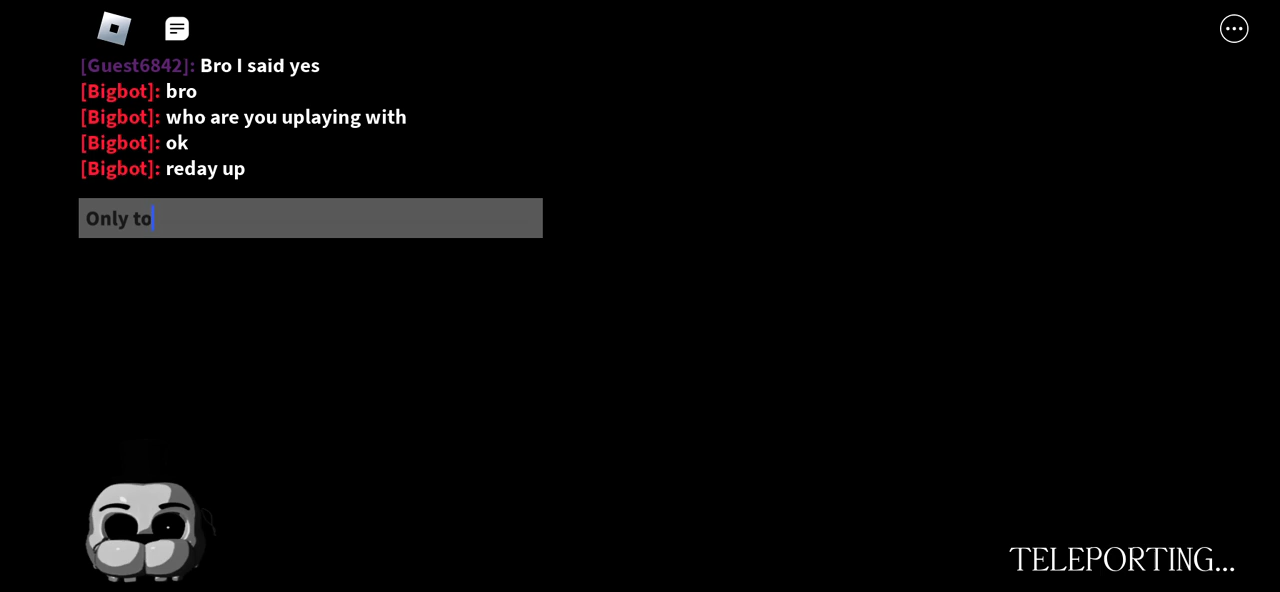 [Guest6842]: Bro I said yes
[Bigbot]: bro
[Bigbot]: who are you uplaying with
[Bigbot]: ok
[Bigbot]: reday up
Only to
TELEPORTING...